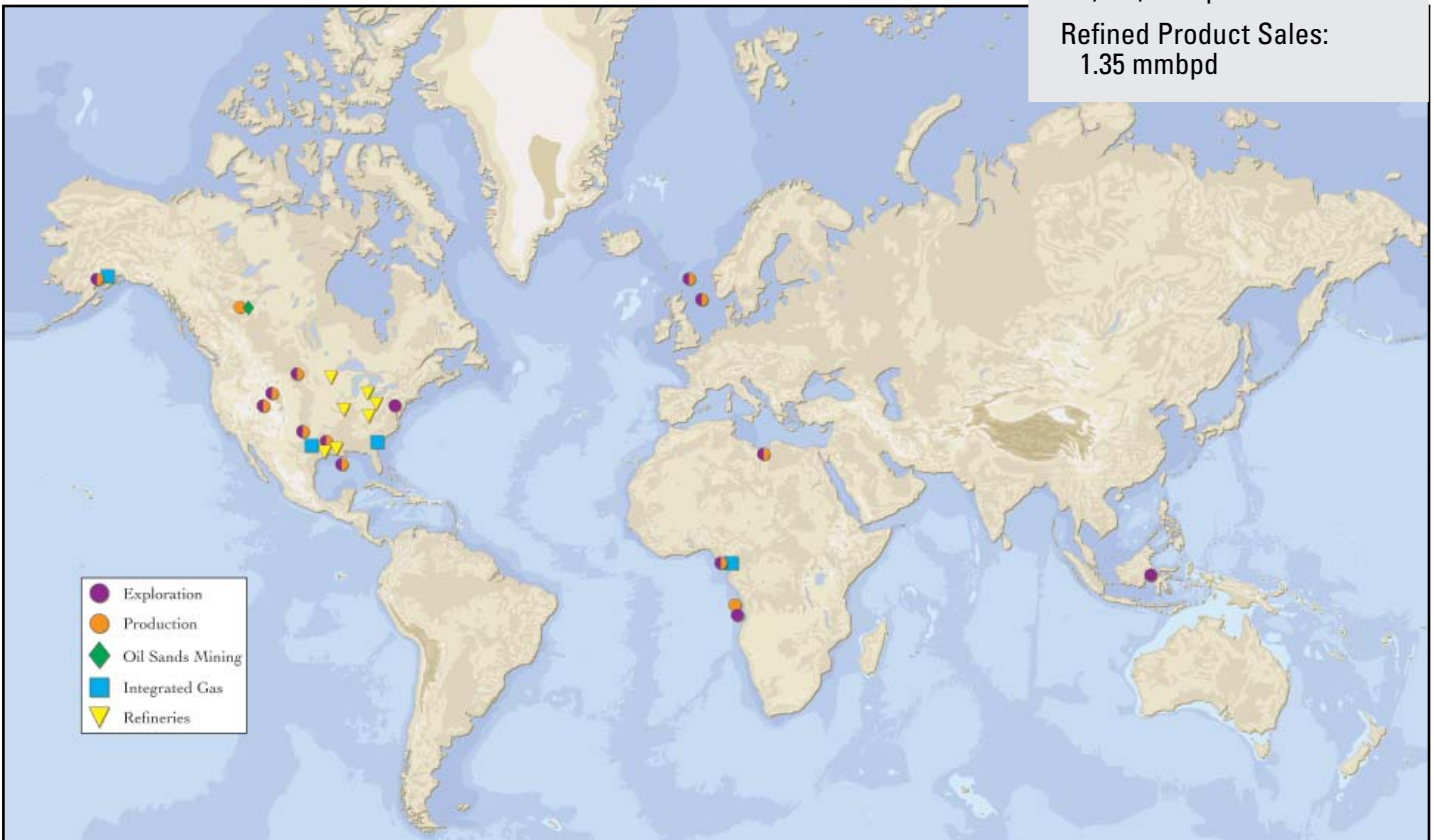 Refined Product Sales:
1.35 mmbpd
Exploration
Production
Oil Sands Mining
Integrated Gas
Refineries